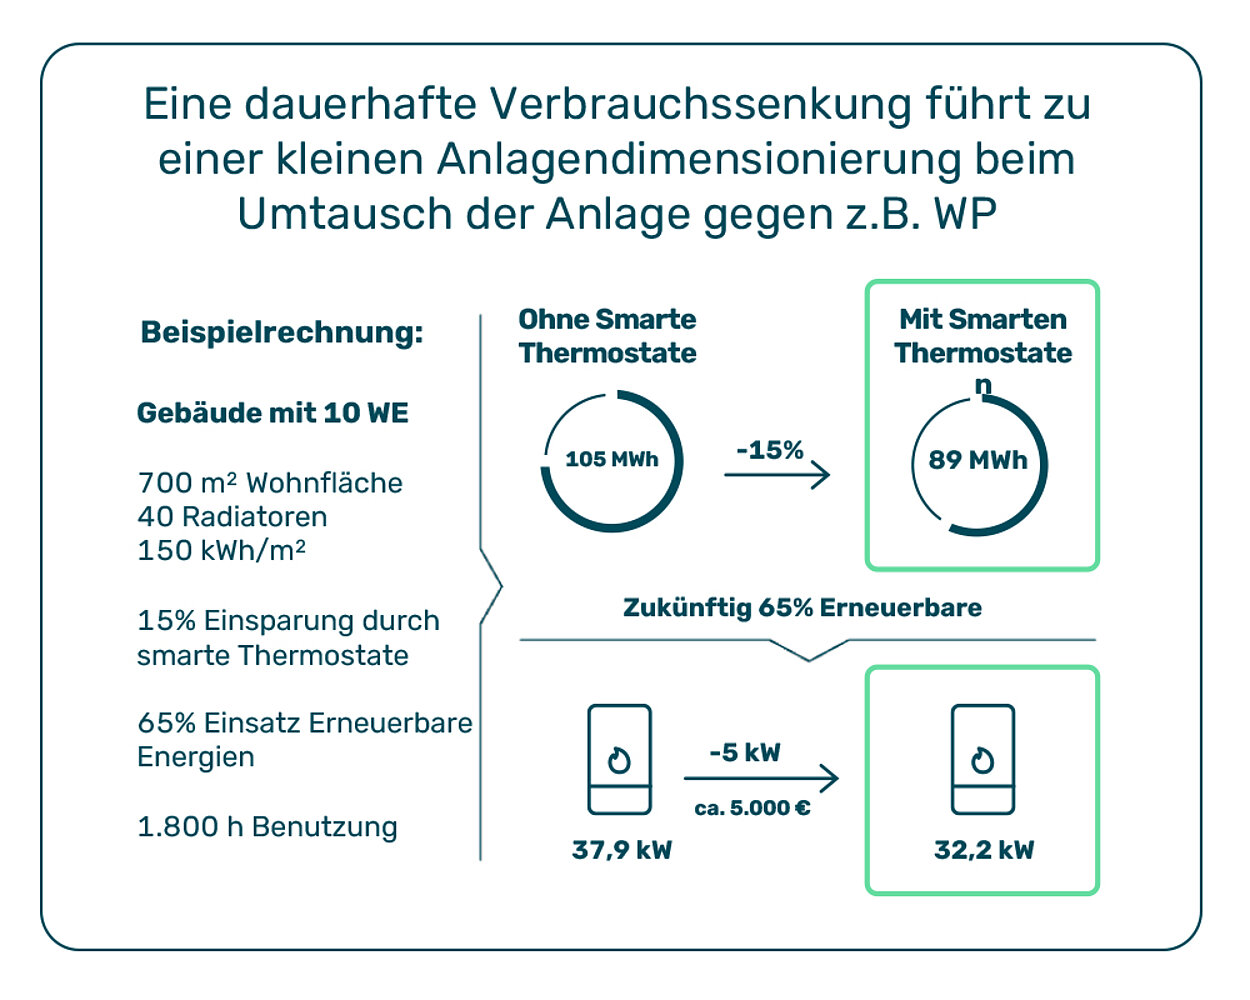 Eine dauerhafte Verbrauchssenkung führt zu
einer kleinen Anlagendimensionierung beim
Umtausch der Anlage gegen z.B. WP
Beispielrechnung:
Gebäude mit 10 WE
700 m² Wohnfläche
40 Radiatoren
150 kWh/m²
15% Einsparung durch
smarte Thermostate
65% Einsatz Erneuerbare
Energien
1.800 h Benutzung
Ohne Smarte
Thermostate
105 MWh
-15%
Mit Smarten
Thermostate
n
89 MWh
Zukünftig 65% Erneuerbare
37,9 kW
-5 kW
ca. 5.000 €
32,2 kW